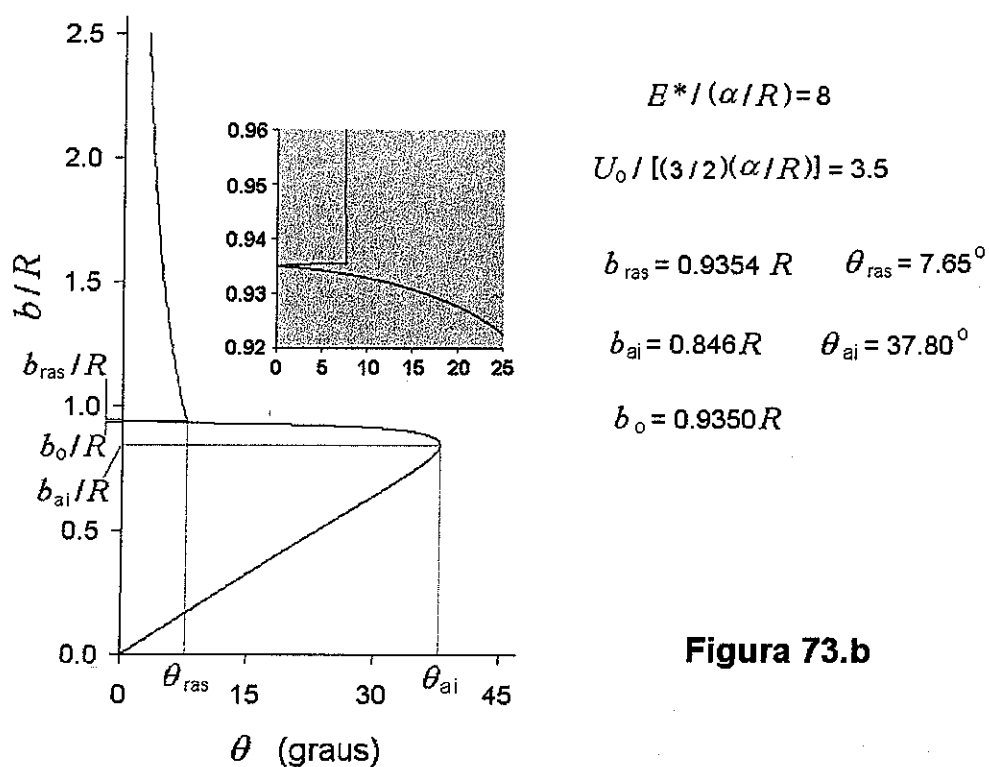 2.5
2.0
1.5
1.0
0.5
0.0
b/R
b_ras/R
b_o/R
b_ai/R
0
θ_ras
15
30
θ_ai
45
θ (graus)
0.96
0.95
0.94
0.93
0.92
0 5 10 15 20 25
E*/(α/R)=8
U_o/[(3/2)(α/R)] = 3.5
b_ras = 0.9354 R θ_ras = 7.65°
b_ai = 0.846R θ_ai = 37.80°
b_o = 0.9350R
Figura 73.b